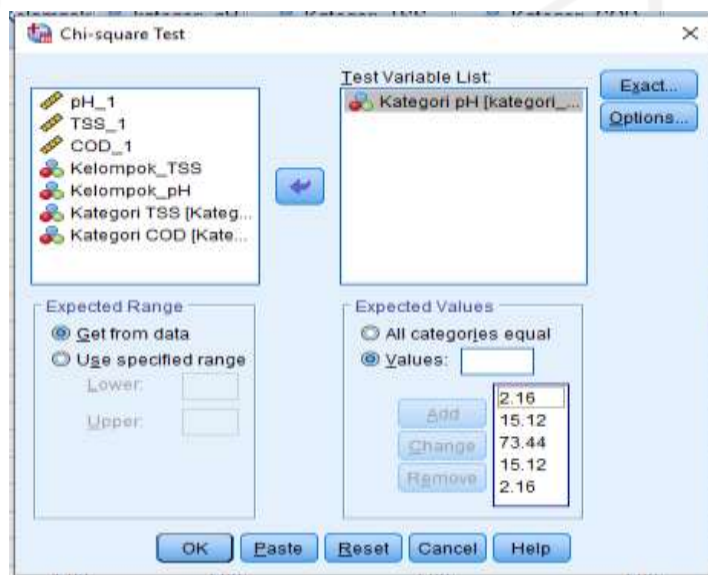 Chi-square Test
Test Variable List:
pH_1
TSS_1
COD_1
Kelompok_TSS
Kelompok_pH
Kategori TSS [Kateg...
Kategori COD [Kate...
Kategori pH [kategori_...
Exact...
Options...
Expected Range
Get from data
Use specified range
Lower:
Upper:
Expected Values
All categories equal
Values:
Add
Change
Remove
2.16
15.12
73.44
15.12
2.16
OK
Paste
Reset
Cancel
Help